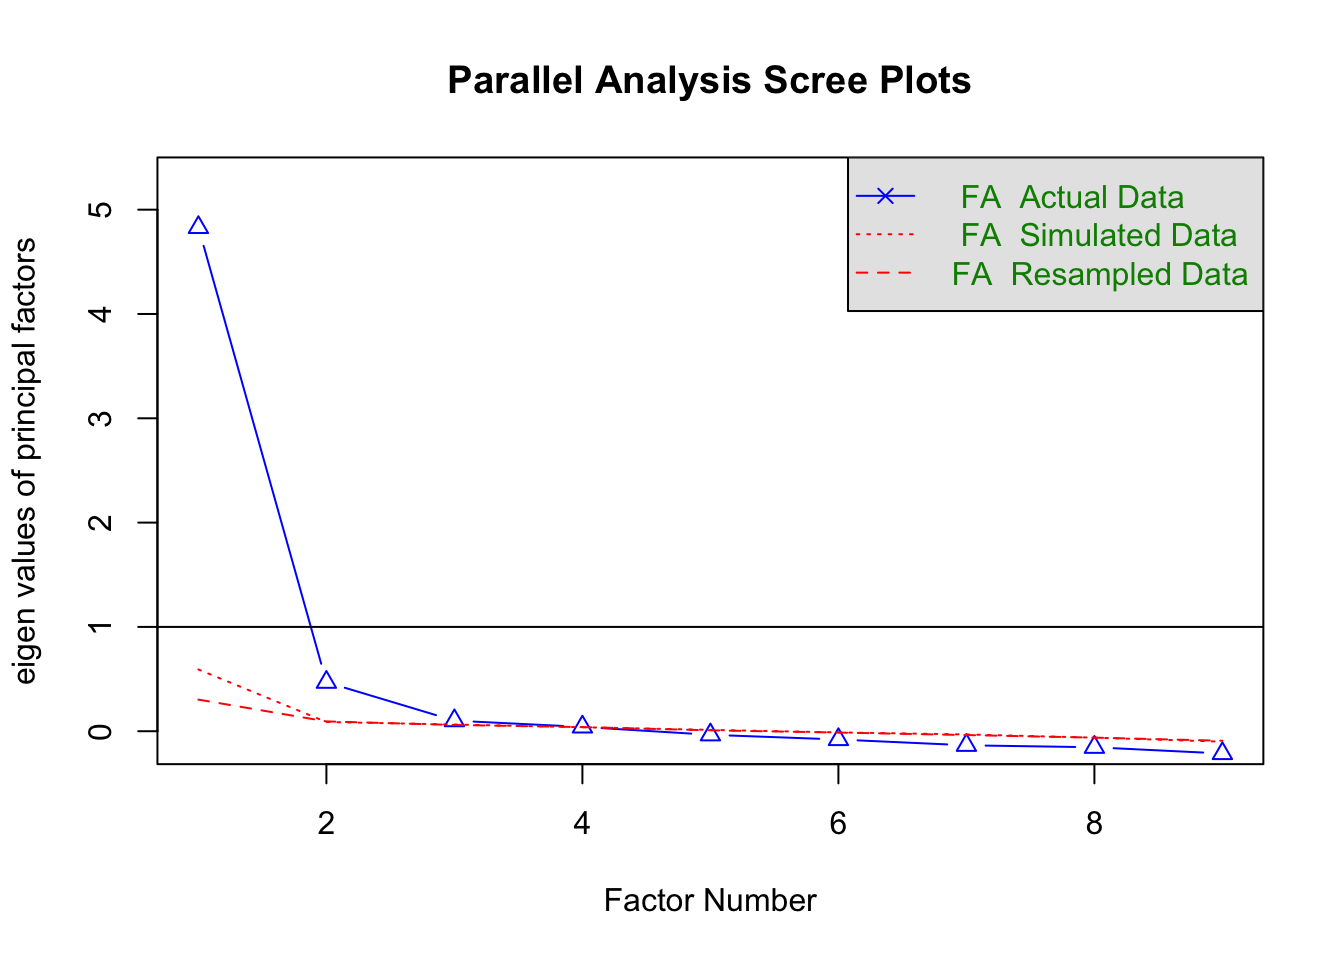 Parallel Analysis Scree Plots
eigen values of principal factors
5
4
3
2
1
0
FA Actual Data
FA Simulated Data
FA Resampled Data
2
4
6
8
Factor Number